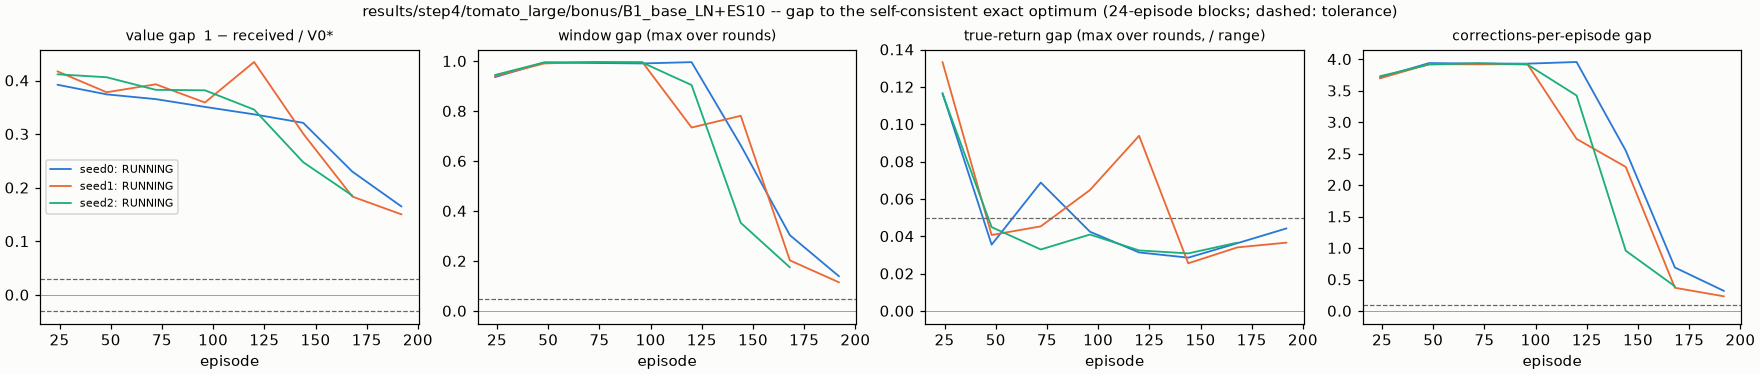 results/step4/tomato_large/bonus/B1_base_LN+ES10 -- gap to the self-consistent exact optimum (24-episode blocks; dashed: tolerance)
value gap 1 − received / V0*
0.4
0.3
0.2
0.1
0.0
seed0: RUNNING
seed1: RUNNING
seed2: RUNNING
25 50 75 100 125 150 175 200
episode
window gap (max over rounds)
1.0
0.8
0.6
0.4
0.2
0.0
25 50 75 100 125 150 175 200
episode
true-return gap (max over rounds, / range)
0.14
0.12
0.10
0.08
0.06
0.04
0.02
0.00
25 50 75 100 125 150 175 200
episode
corrections-per-episode gap
4.0
3.5
3.0
2.5
2.0
1.5
1.0
0.5
0.0
25 50 75 100 125 150 175 200
episode